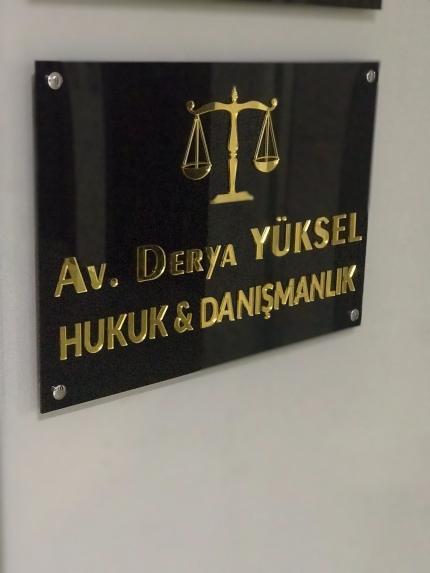 Av. Derya YÜKSEL
HUKUK & DANIŞMANLIK